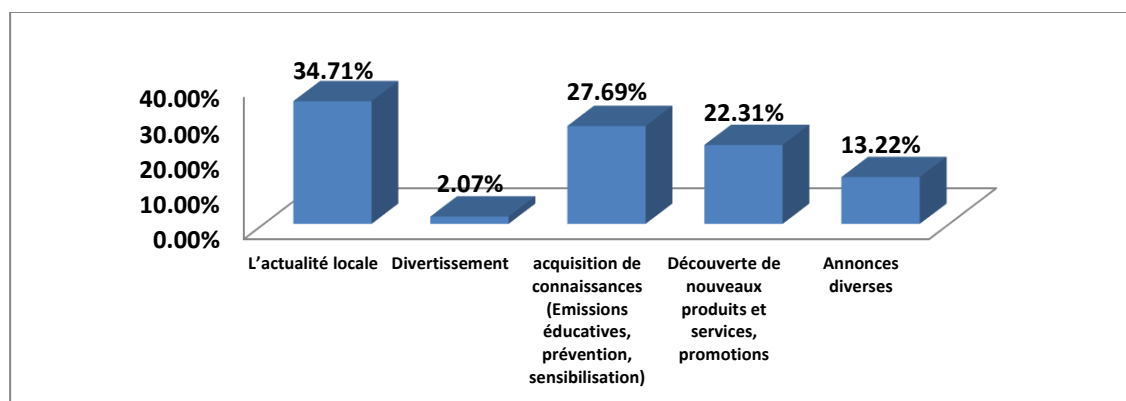 34.71%
27.69%
22.31%
13.22%
2.07%
40.00%
30.00%
20.00%
10.00%
0.00%
L'actualité locale
Divertissement
acquisition de
connaissances
(Emissions
éducatives,
prévention,
sensibilisation)
Découverte de
nouveaux
produits et
services,
promotions
Annonces
diverses